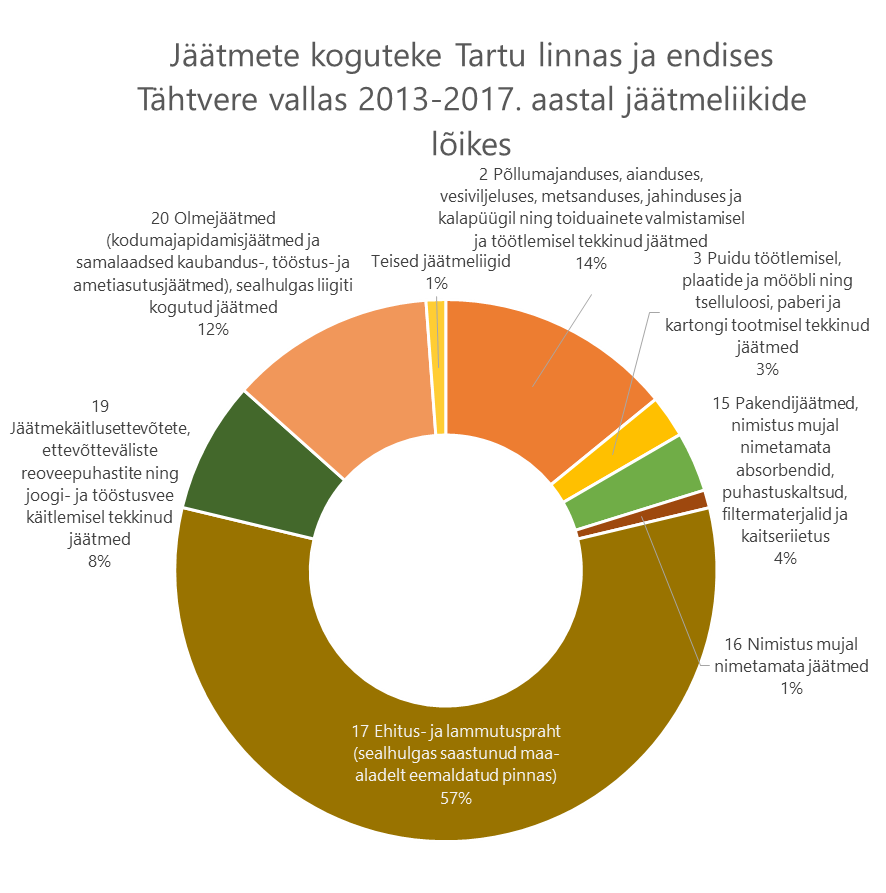 Jäätmete koguteke Tartu linnas ja endises
Tähtvere vallas 2013-2017. aastal jäätmeliikide
lõikes
2 Põllumajanduses, aianduses,
vesiviljeluses, metsanduses, jahinduses ja
kalapüügil ning toiduainete valmistamisel
ja töötlemisel tekkinud jäätmed
14%
3 Puidu töötlemisel,
plaatide ja mööbli ning
tselluloosi, paberi ja
kartongi tootmisel tekkinud
jäätmed
3%
15 Pakendijäätmed,
nimistus mujal
nimetamata
absorbendid,
puhastuskaltsud,
filtermaterjalid ja
kaitseriietus
4%
16 Nimistus mujal
nimetamata jäätmed
1%
17 Ehitus- ja lammutuspraht
(sealhulgas saastunud maa-
aladelt eemaldatud pinnas)
57%
19
Jäätmekäitlusettevõtete,
ettevõtteväliste
reoveepuhastite ning
joogi- ja tööstusvee
käitlemisel tekkinud
jäätmed
8%
20 Olmejäätmed
(kodumajapidamisjäätmed ja
samalaadsed kaubandus-, tööstus- ja
ametiasutusjäätmed), sealhulgas liigiti
kogutud jäätmed
12%
Teised jäätmeliigid
1%